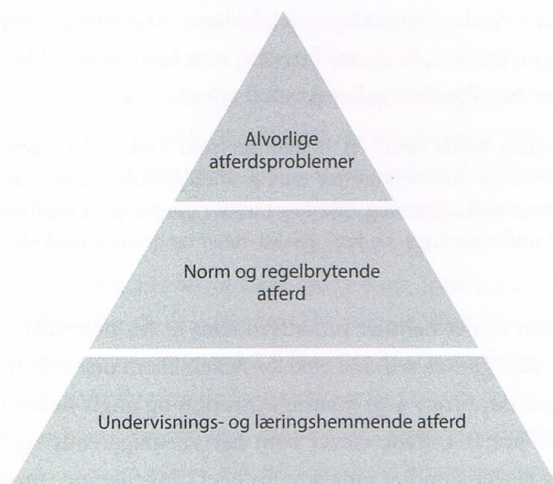 Alvorlige
atferdsproblemer
Norm og regelbrytende
atferd
Undervisnings- og læringshemmende atferd